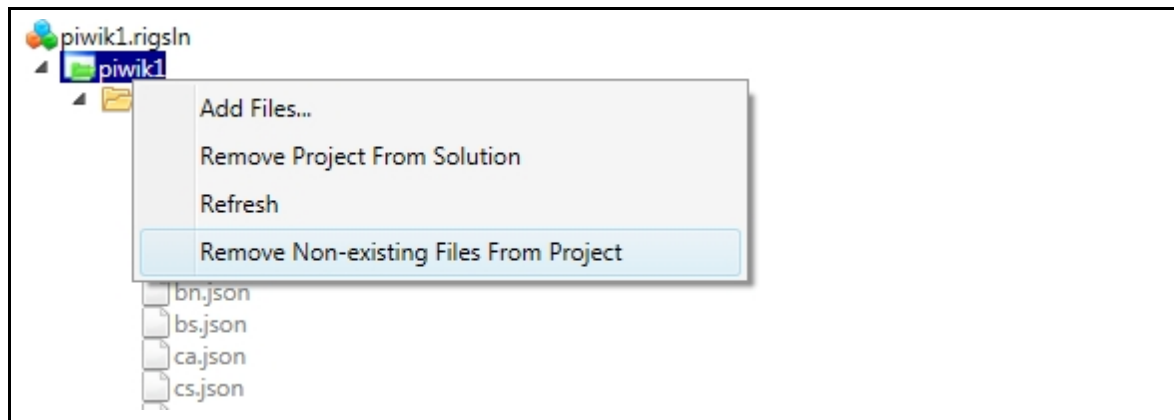 piwik1.rigsln
piwik1
Add Files...
Remove Project From Solution
Refresh
Remove Non-existing Files From Project
bn.json
bs.json
ca.json
cs.json